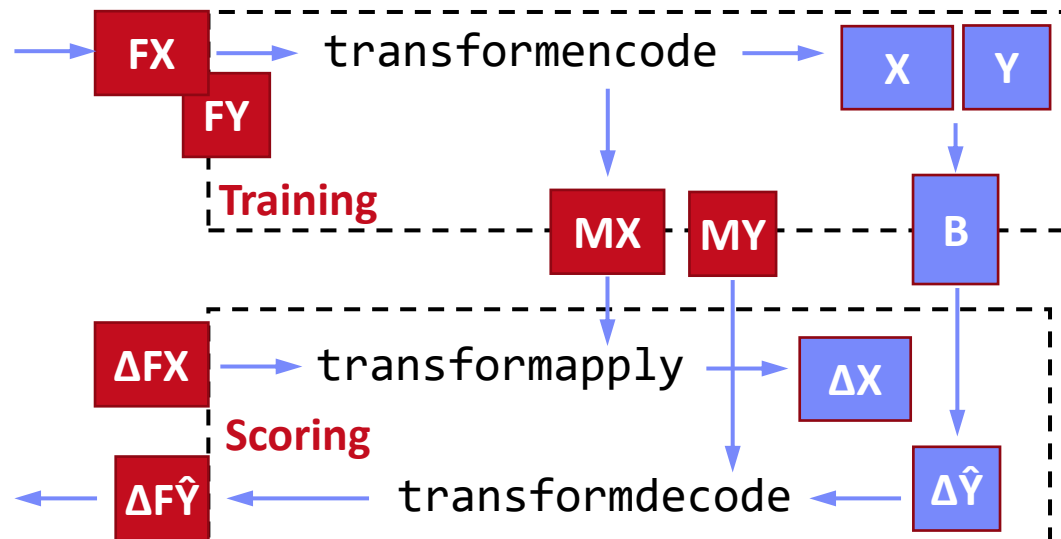 FX
transformencode
X
Y
FY
Training
MX
MY
B
ΔFX
transformapply
ΔX
Scoring
ΔFŶ
transformdecode
ΔŶ